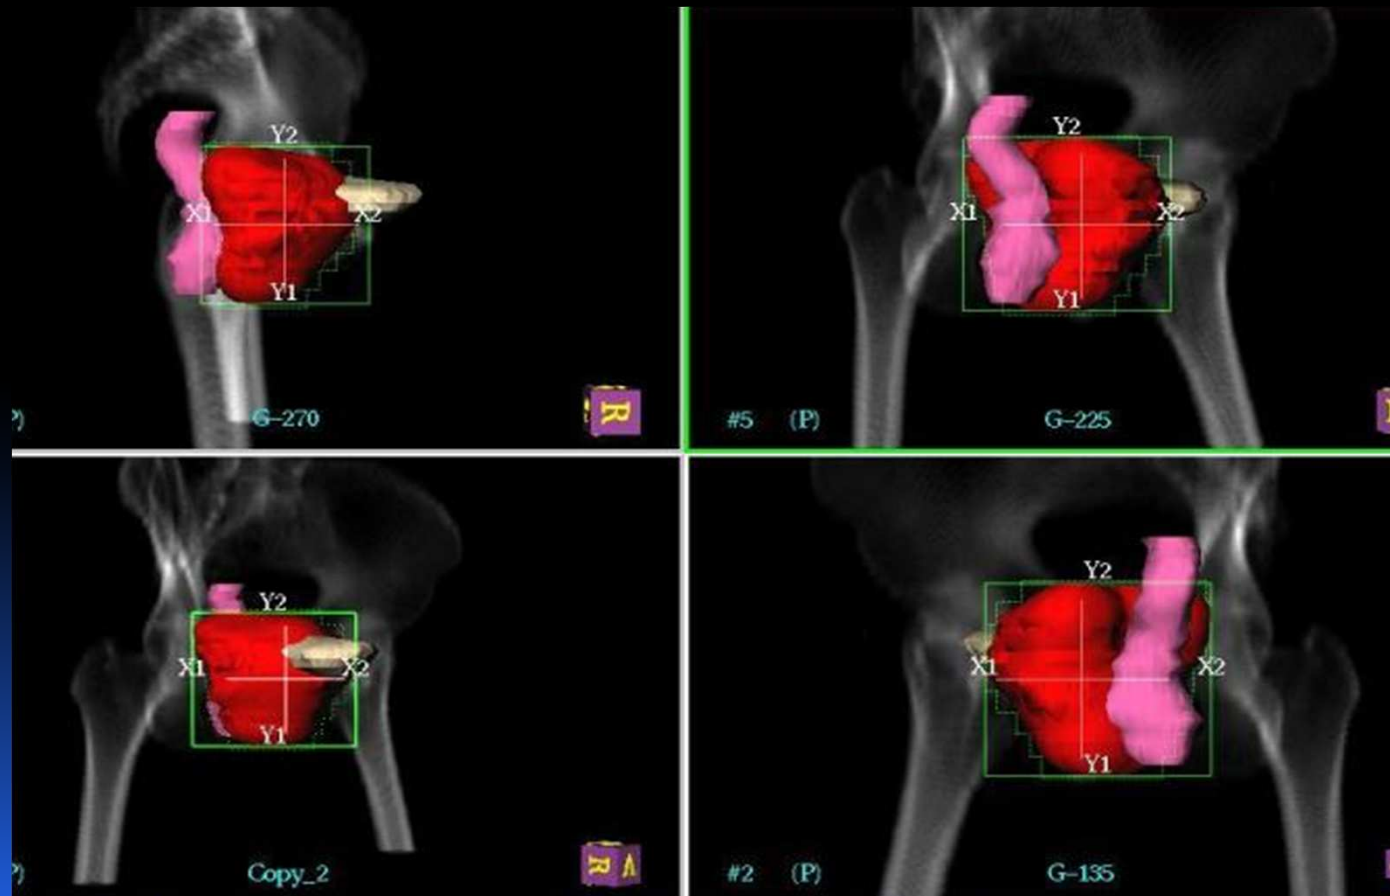 Y2
X1 X2
Y1
P) G-270 R
Y2
X1 X2
Y1
#5 (P) G-225
Y2
X1 X2
Y1
P) Copy_2 R A
Y2
X1 X2
Y1
#2 (P) G-135